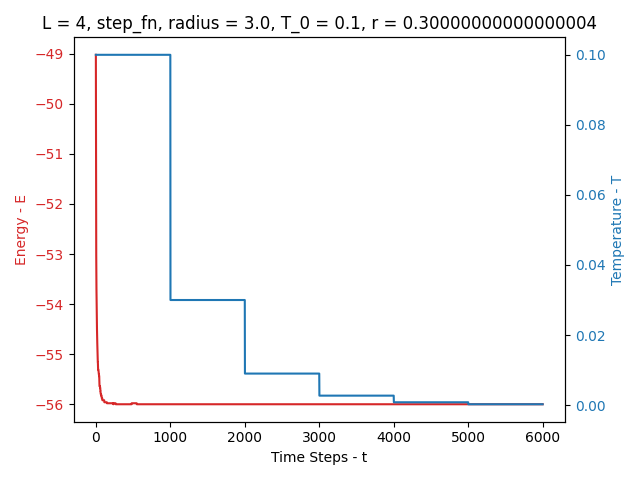 L = 4, step_fn, radius = 3.0, T_0 = 0.1, r = 0.30000000000000004
−49
−50
−51
−52
−53
−54
−55
−56
Energy - E
0.10
0.08
0.06
0.04
0.02
0.00
Temperature - T
0 1000 2000 3000 4000 5000 6000
Time Steps - t